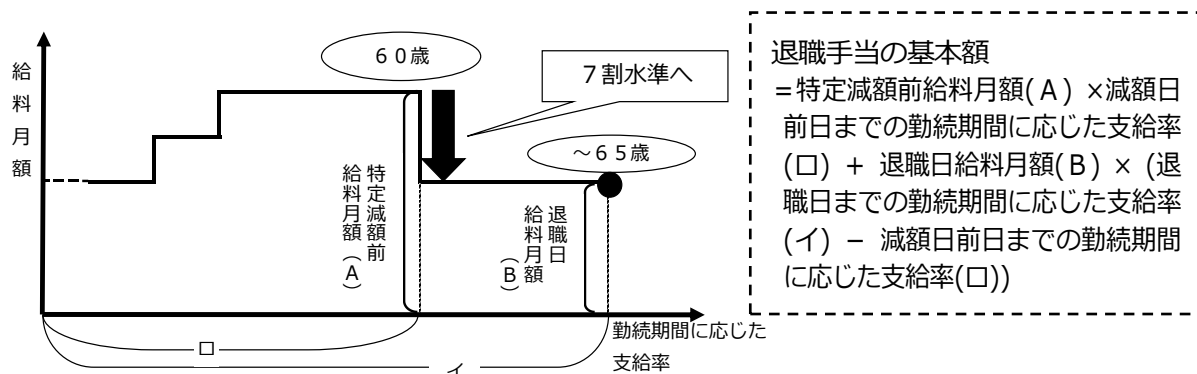 給料月額
60歳
7割水準へ
~65歳
特定減額前
給料月額(A)
退職日
給料月額
(B)
勤続期間に応じた
支給率
ロ
イ
退職手当の基本額
=特定減額前給料月額(A) ×減額日
前日までの勤続期間に応じた支給率
(ロ) + 退職日給料月額(B) × (退
職日までの勤続期間に応じた支給率
(イ) − 減額日前日までの勤続期間
に応じた支給率(ロ))